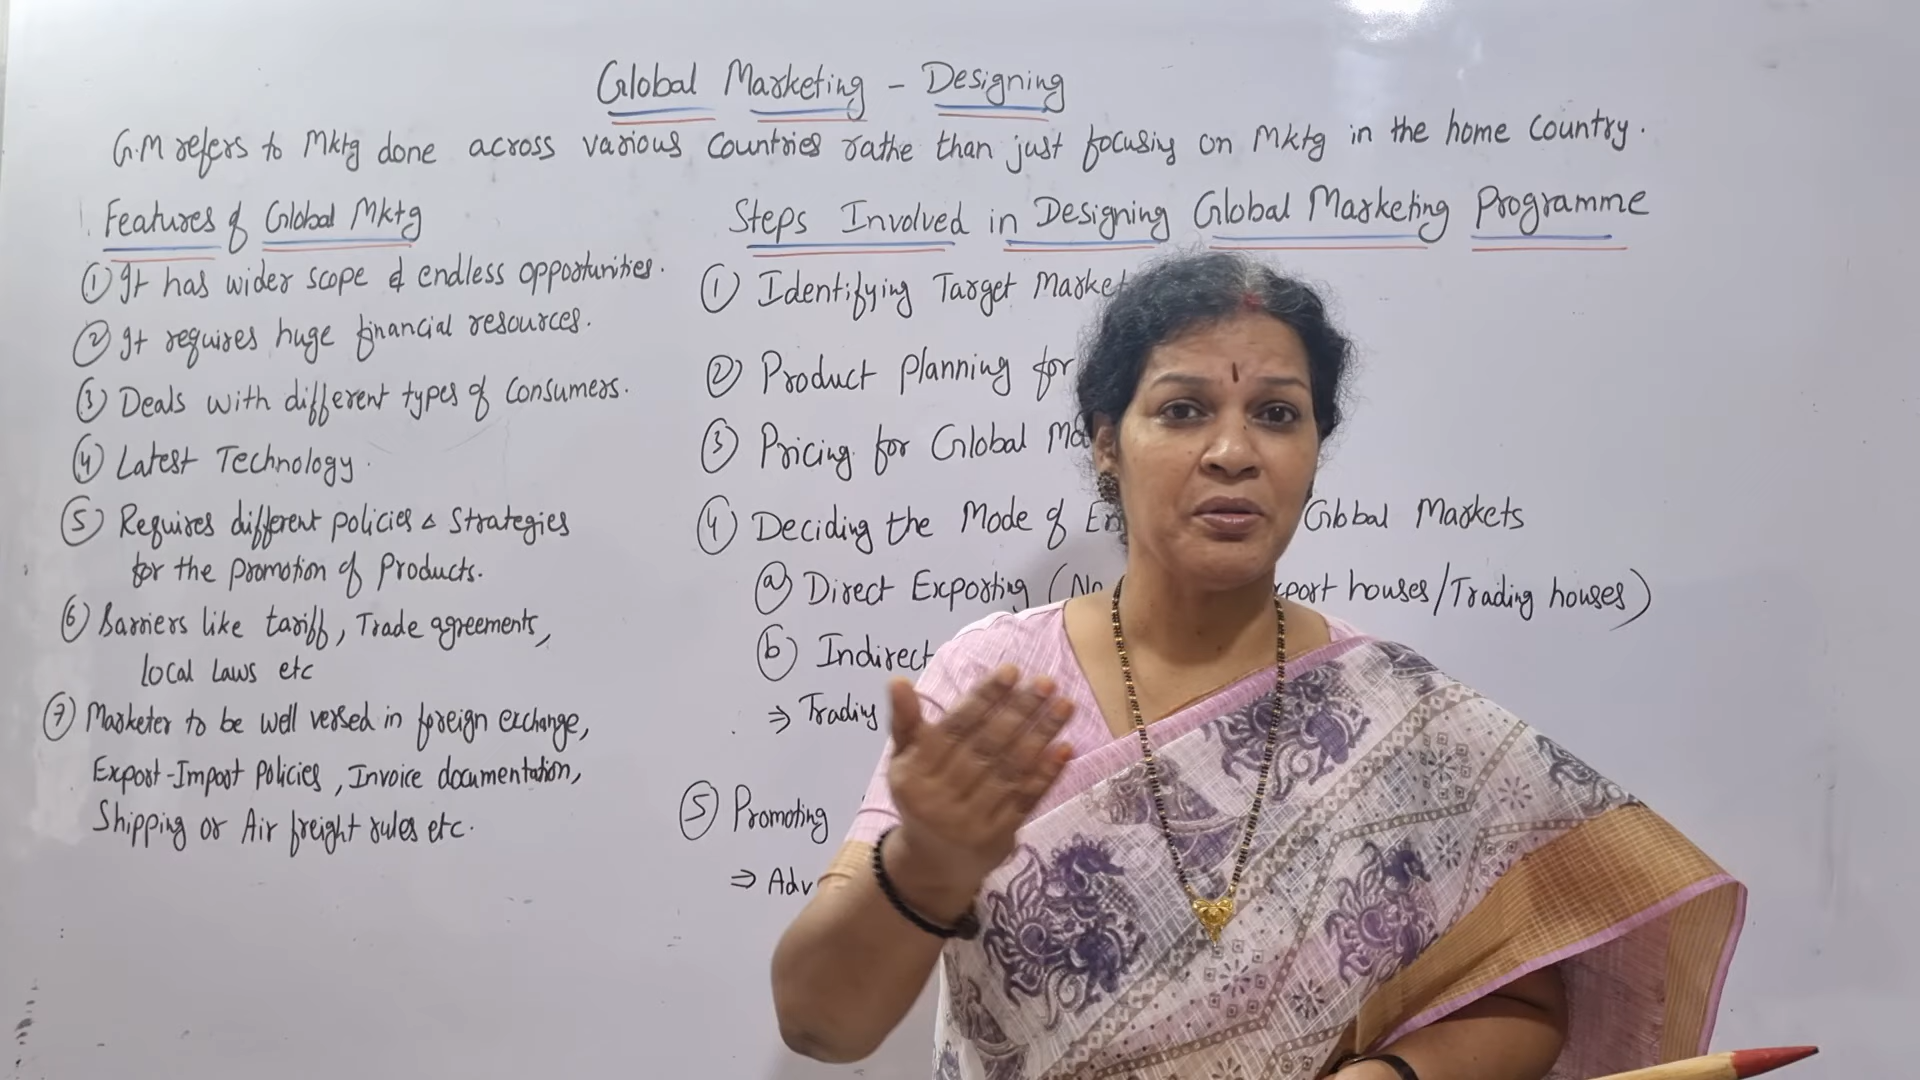 Global Marketing - Designing
G.M refers to Mktg done across various Countries rathe than just focusing on Mktg in the home Country.
Features of Global Mktg
① It has wider scope & endless opportunities.
② It requires huge financial resources.
③ Deals with different types of Consumers.
④ Latest Technology.
⑤ Requires different policies & Strategies
for the promotion of Products.
⑥ Barriers like tariff, Trade agreements,
local laws etc
⑦ Marketer to be well versed in foreign exchange,
Export-Import Policies, Invoice documentation,
Shipping or Air freight rules etc.
Steps Involved in Designing Global Marketing Programme
① Identifying Target Market
② Product planning for
③ Pricing for Global Ma
④ Deciding the Mode of En Global Markets
ⓐ Direct Exporting (No port houses/Trading houses)
ⓑ Indirect
⇒ Trading
⑤ Promoting
⇒ Adv